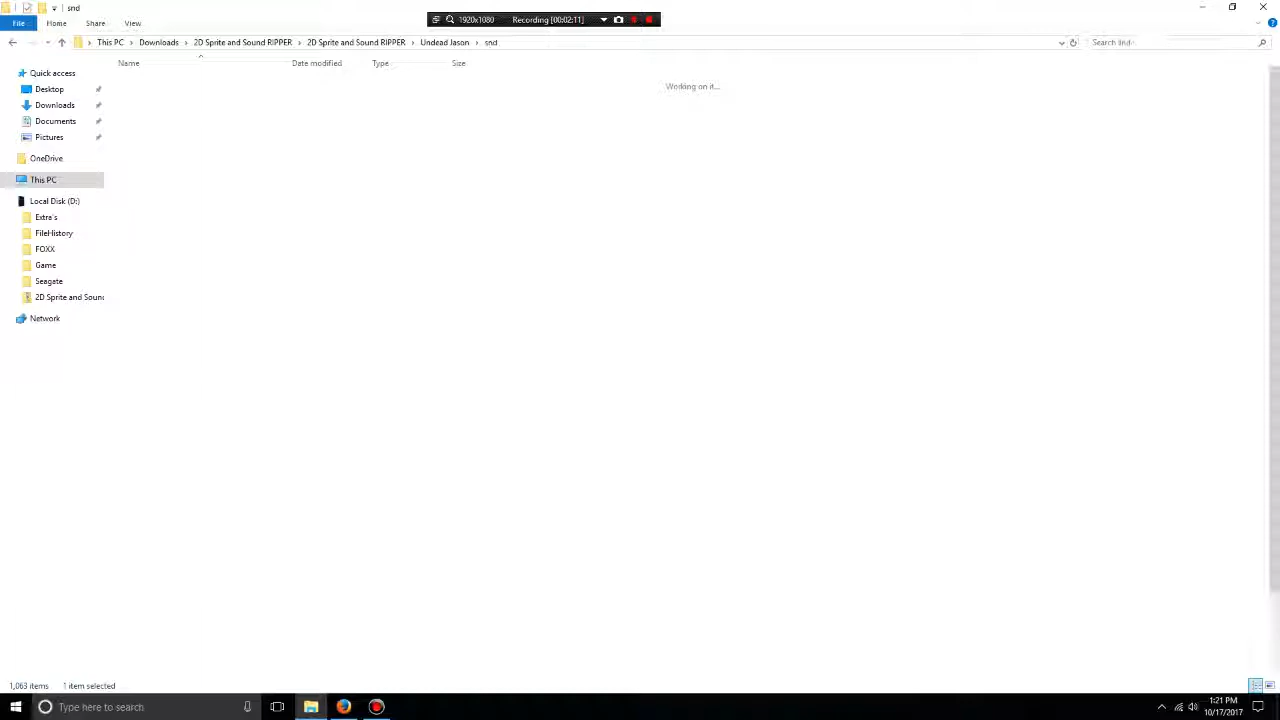 snd
1920x1080 Recording [00:02:11]
File Home Share View
This PC Downloads 2D Sprite and Sound RIPPER 2D Sprite and Sound RIPPER Undead Jason snd
Search snd
Name Date modified Type Size
Working on it...
Quick access
Desktop
Downloads
Documents
Pictures
OneDrive
This PC
Local Disk (D:)
Extra's
FileHistory
FOXX
Game
Seagate
2D Sprite and Sound
Network
1,063 items 1 item selected
Type here to search
1:21 PM
10/17/2017